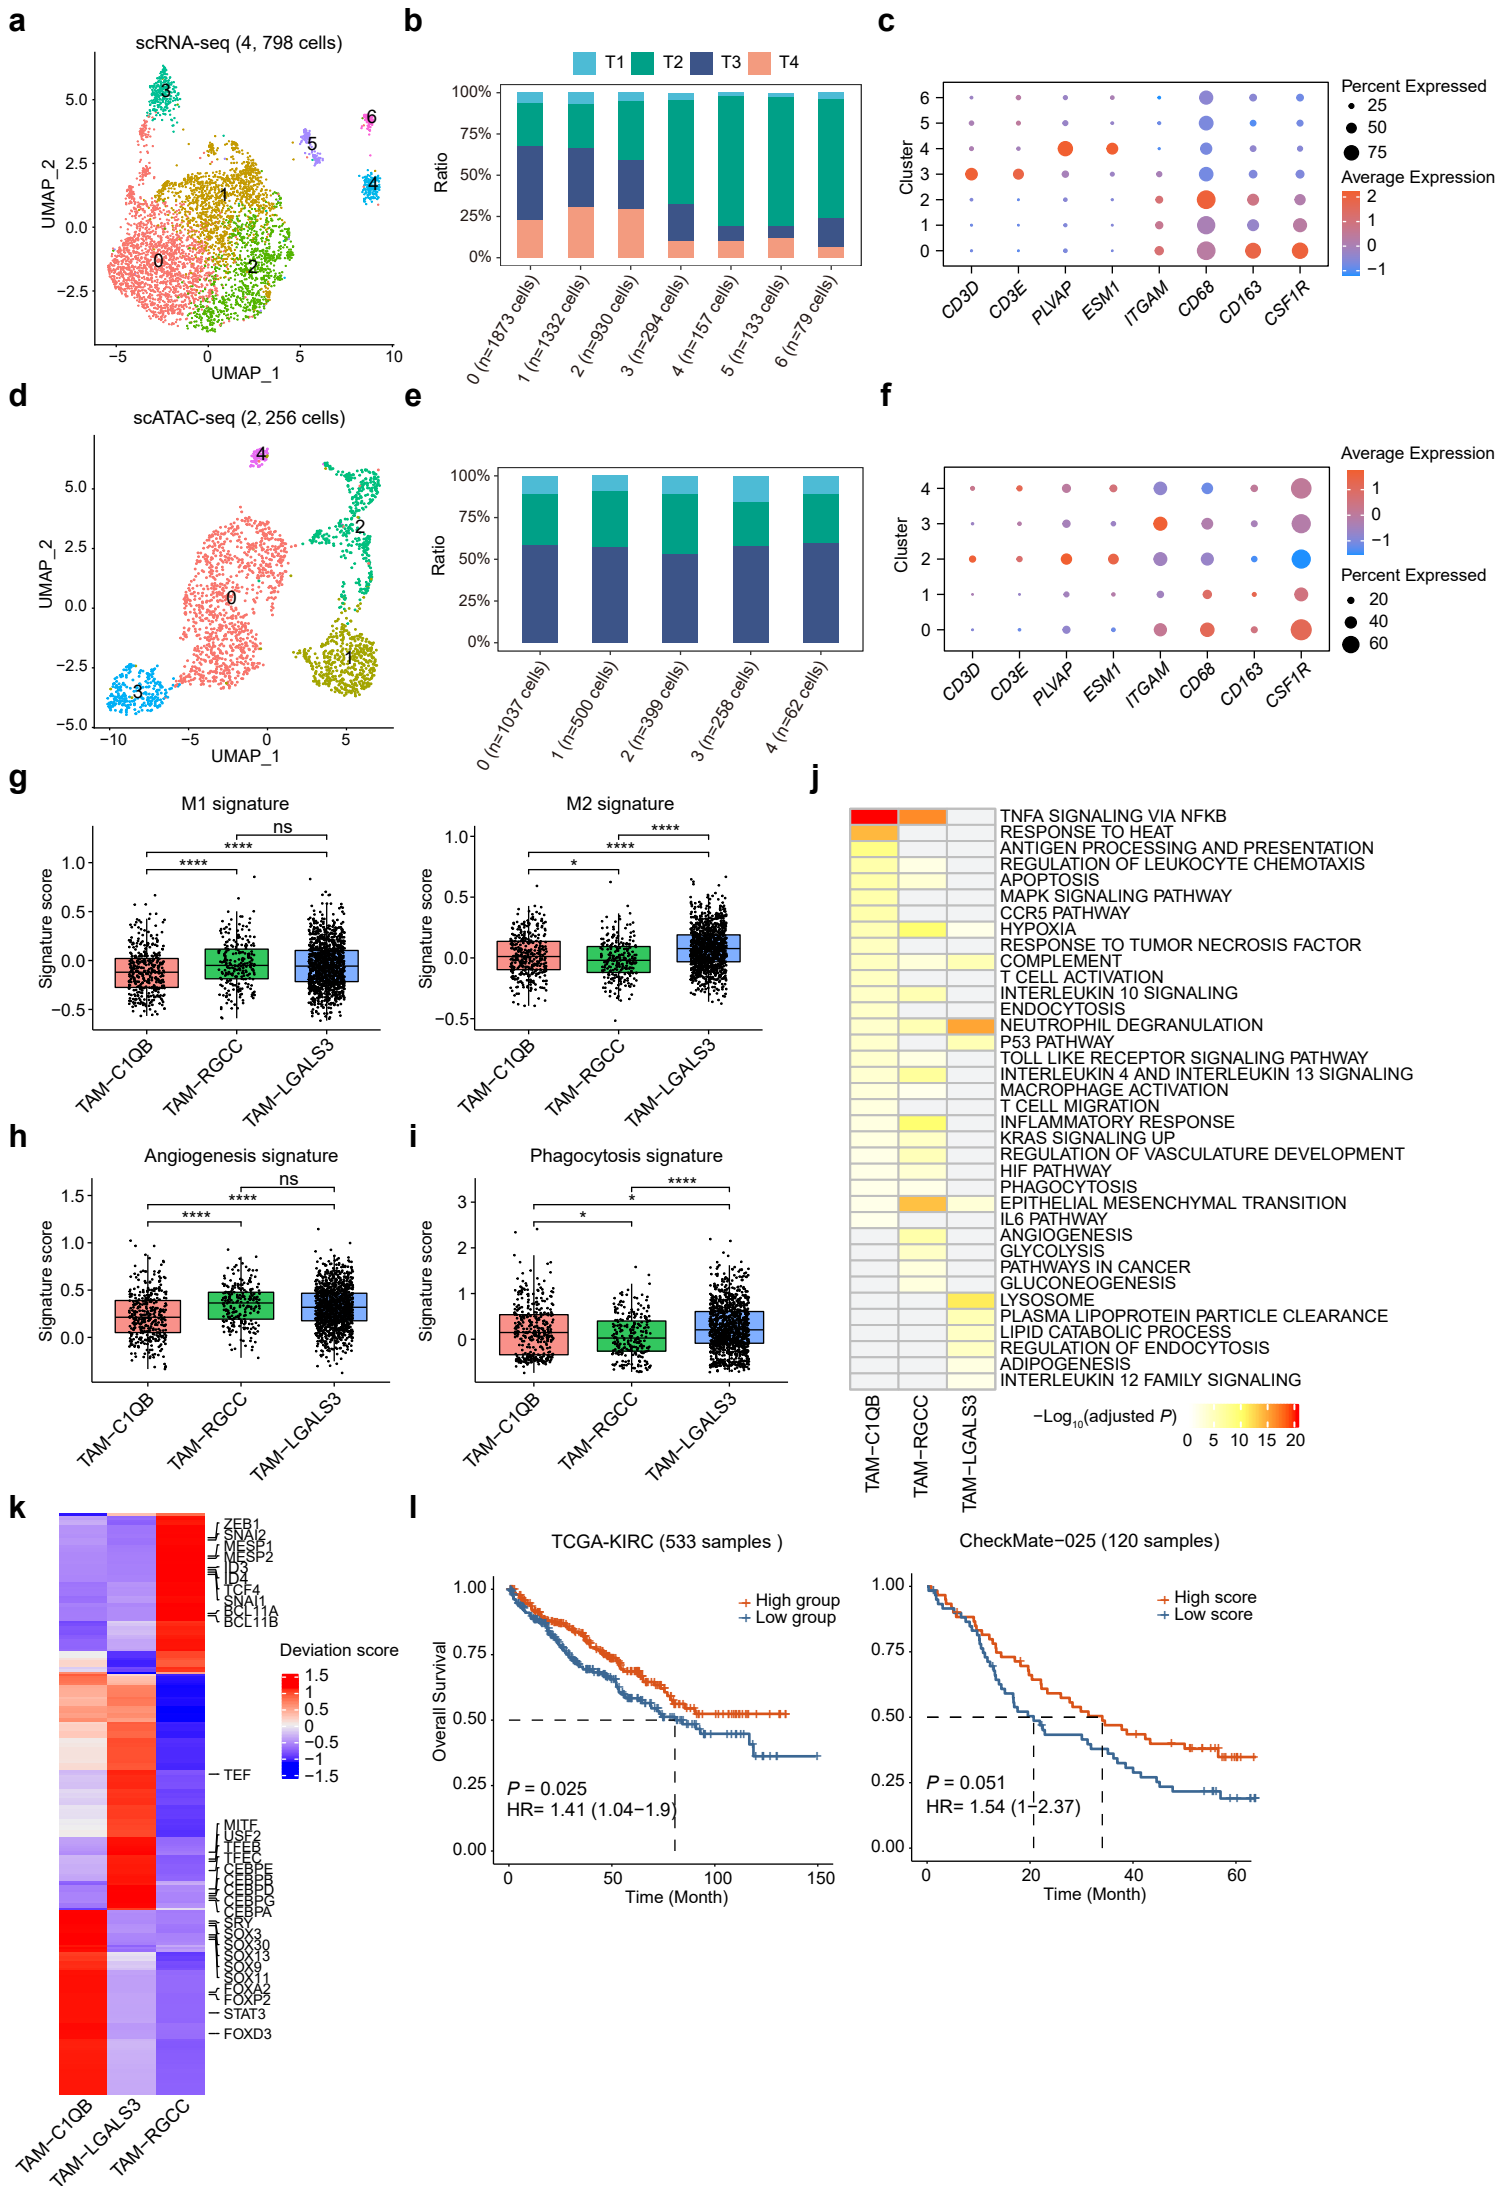 a
scRNA-seq (4, 798 cells)
UMAP_2
5.0
2.5
0.0
−2.5
−5
0
5
10
UMAP_1
3
1
0
2
5
6
4
b
T1
T2
T3
T4
Ratio
100%
75%
50%
25%
0%
0 (n=1873 cells)
1 (n=1332 cells)
2 (n=930 cells)
3 (n=294 cells)
4 (n=157 cells)
5 (n=133 cells)
6 (n=79 cells)
c
Cluster
6
5
4
3
2
1
0
CD3D
CD3E
PLVAP
ESM1
ITGAM
CD68
CD163
CSF1R
Percent Expressed
25
50
75
Average Expression
2
1
0
−1
d
scATAC-seq (2, 256 cells)
UMAP_2
5.0
2.5
0.0
−2.5
−5.0
−10
−5
0
5
UMAP_1
4
2
0
1
3
e
Ratio
100%
75%
50%
25%
0%
0 (n=1037 cells)
1 (n=500 cells)
2 (n=399 cells)
3 (n=258 cells)
4 (n=62 cells)
f
Cluster
4
3
2
1
0
CD3D
CD3E
PLVAP
ESM1
ITGAM
CD68
CD163
CSF1R
Average Expression
1
0
−1
Percent Expressed
20
40
60
g
M1 signature
Signature score
1.0
0.5
0.0
−0.5
ns
****
****
TAM−C1QB
TAM−RGCC
TAM−LGALS3
M2 signature
Signature score
1.0
0.5
0.0
−0.5
****
****
*
TAM−C1QB
TAM−RGCC
TAM−LGALS3
h
Angiogenesis signature
Signature score
1.5
1.0
0.5
0.0
ns
****
****
TAM−C1QB
TAM−RGCC
TAM−LGALS3
i
Phagocytosis signature
Signature score
3
2
1
0
****
*
*
TAM−C1QB
TAM−RGCC
TAM−LGALS3
j
TNFA SIGNALING VIA NFKB
RESPONSE TO HEAT
ANTIGEN PROCESSING AND PRESENTATION
REGULATION OF LEUKOCYTE CHEMOTAXIS
APOPTOSIS
MAPK SIGNALING PATHWAY
CCR5 PATHWAY
HYPOXIA
RESPONSE TO TUMOR NECROSIS FACTOR
COMPLEMENT
T CELL ACTIVATION
INTERLEUKIN 10 SIGNALING
ENDOCYTOSIS
NEUTROPHIL DEGRANULATION
P53 PATHWAY
TOLL LIKE RECEPTOR SIGNALING PATHWAY
INTERLEUKIN 4 AND INTERLEUKIN 13 SIGNALING
MACROPHAGE ACTIVATION
T CELL MIGRATION
INFLAMMATORY RESPONSE
KRAS SIGNALING UP
REGULATION OF VASCULATURE DEVELOPMENT
HIF PATHWAY
PHAGOCYTOSIS
EPITHELIAL MESENCHYMAL TRANSITION
IL6 PATHWAY
ANGIOGENESIS
GLYCOLYSIS
PATHWAYS IN CANCER
GLUCONEOGENESIS
LYSOSOME
PLASMA LIPOPROTEIN PARTICLE CLEARANCE
LIPID CATABOLIC PROCESS
REGULATION OF ENDOCYTOSIS
ADIPOGENESIS
INTERLEUKIN 12 FAMILY SIGNALING
TAM−C1QB
TAM−RGCC
TAM−LGALS3
−Log10(adjusted P)
0 5 10 15 20
k
ZEB1
SNAI2
MESP1
MESP2
ID3
ID4
TCF4
SNAI1
BCL11A
BCL11B
TEF
MITF
USF2
TFEB
TFEC
CEBPE
CEBPB
CEBPD
CEBPG
CEBPA
SRY
SOX3
SOX30
SOX13
SOX9
SOX11
FOXA2
FOXP2
STAT3
FOXD3
Deviation score
1.5
1
0.5
0
−0.5
−1
−1.5
TAM−C1QB
TAM−LGALS3
TAM−RGCC
l
TCGA-KIRC (533 samples )
High group
Low group
Overall Survival
1.00
0.75
0.50
0.25
0.00
P = 0.025
HR= 1.41 (1.04−1.9)
0
50
100
150
Time (Month)
CheckMate−025 (120 samples)
High score
Low score
1.00
0.75
0.50
0.25
0.00
P = 0.051
HR= 1.54 (1−2.37)
0
20
40
60
Time (Month)